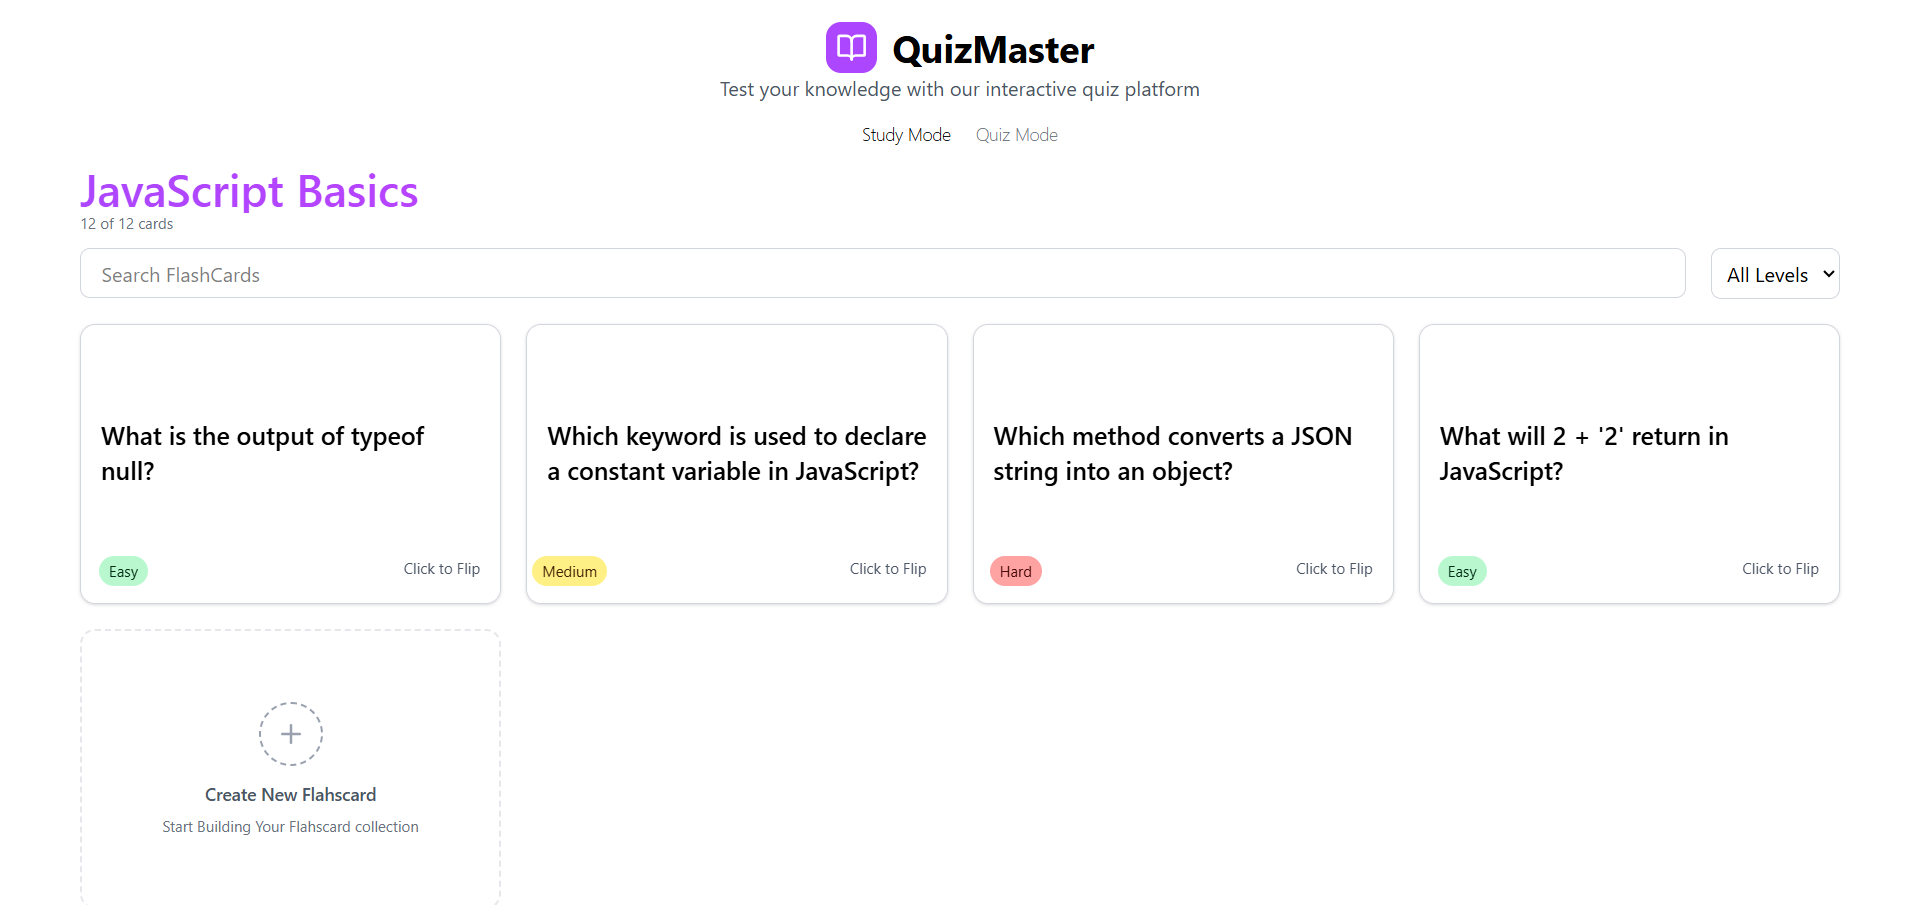 QuizMaster
Test your knowledge with our interactive quiz platform
Study Mode Quiz Mode
JavaScript Basics
12 of 12 cards
Search FlashCards
All Levels
What is the output of typeof
null?
Easy
Click to Flip
Which keyword is used to declare
a constant variable in JavaScript?
Medium
Click to Flip
Which method converts a JSON
string into an object?
Hard
Click to Flip
What will 2 + '2' return in
JavaScript?
Easy
Click to Flip
Create New Flahscard
Start Building Your Flahscard collection